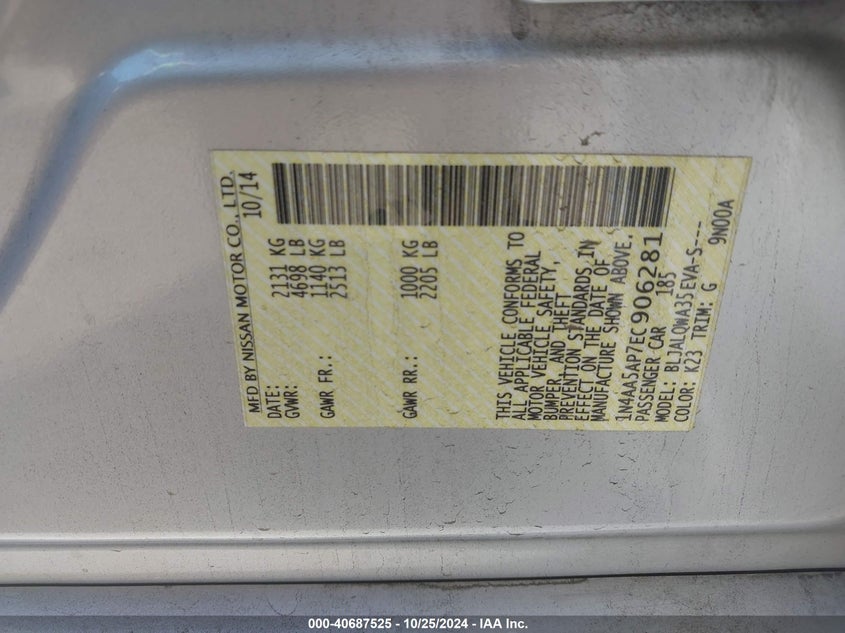 MFD BY NISSAN MOTOR CO., LTD.
DATE: 10/14
GVWR: 2131 KG
4698 LB
GAWR FR.: 1140 KG
2513 LB
GAWR RR.: 1000 KG
2205 LB
THIS VEHICLE CONFORMS TO
ALL APPLICABLE FEDERAL
MOTOR VEHICLE SAFETY,
BUMPER, AND THEFT
PREVENTION STANDARDS IN
EFFECT ON THE DATE OF
MANUFACTURE SHOWN ABOVE.
1N4AA5AP7EC906281
PASSENGER CAR 185
MODEL: BLJALOWA35EVA-S---
COLOR: K23 TRIM: G 9N00A
000-40687525 - 10/25/2024 - IAA Inc.